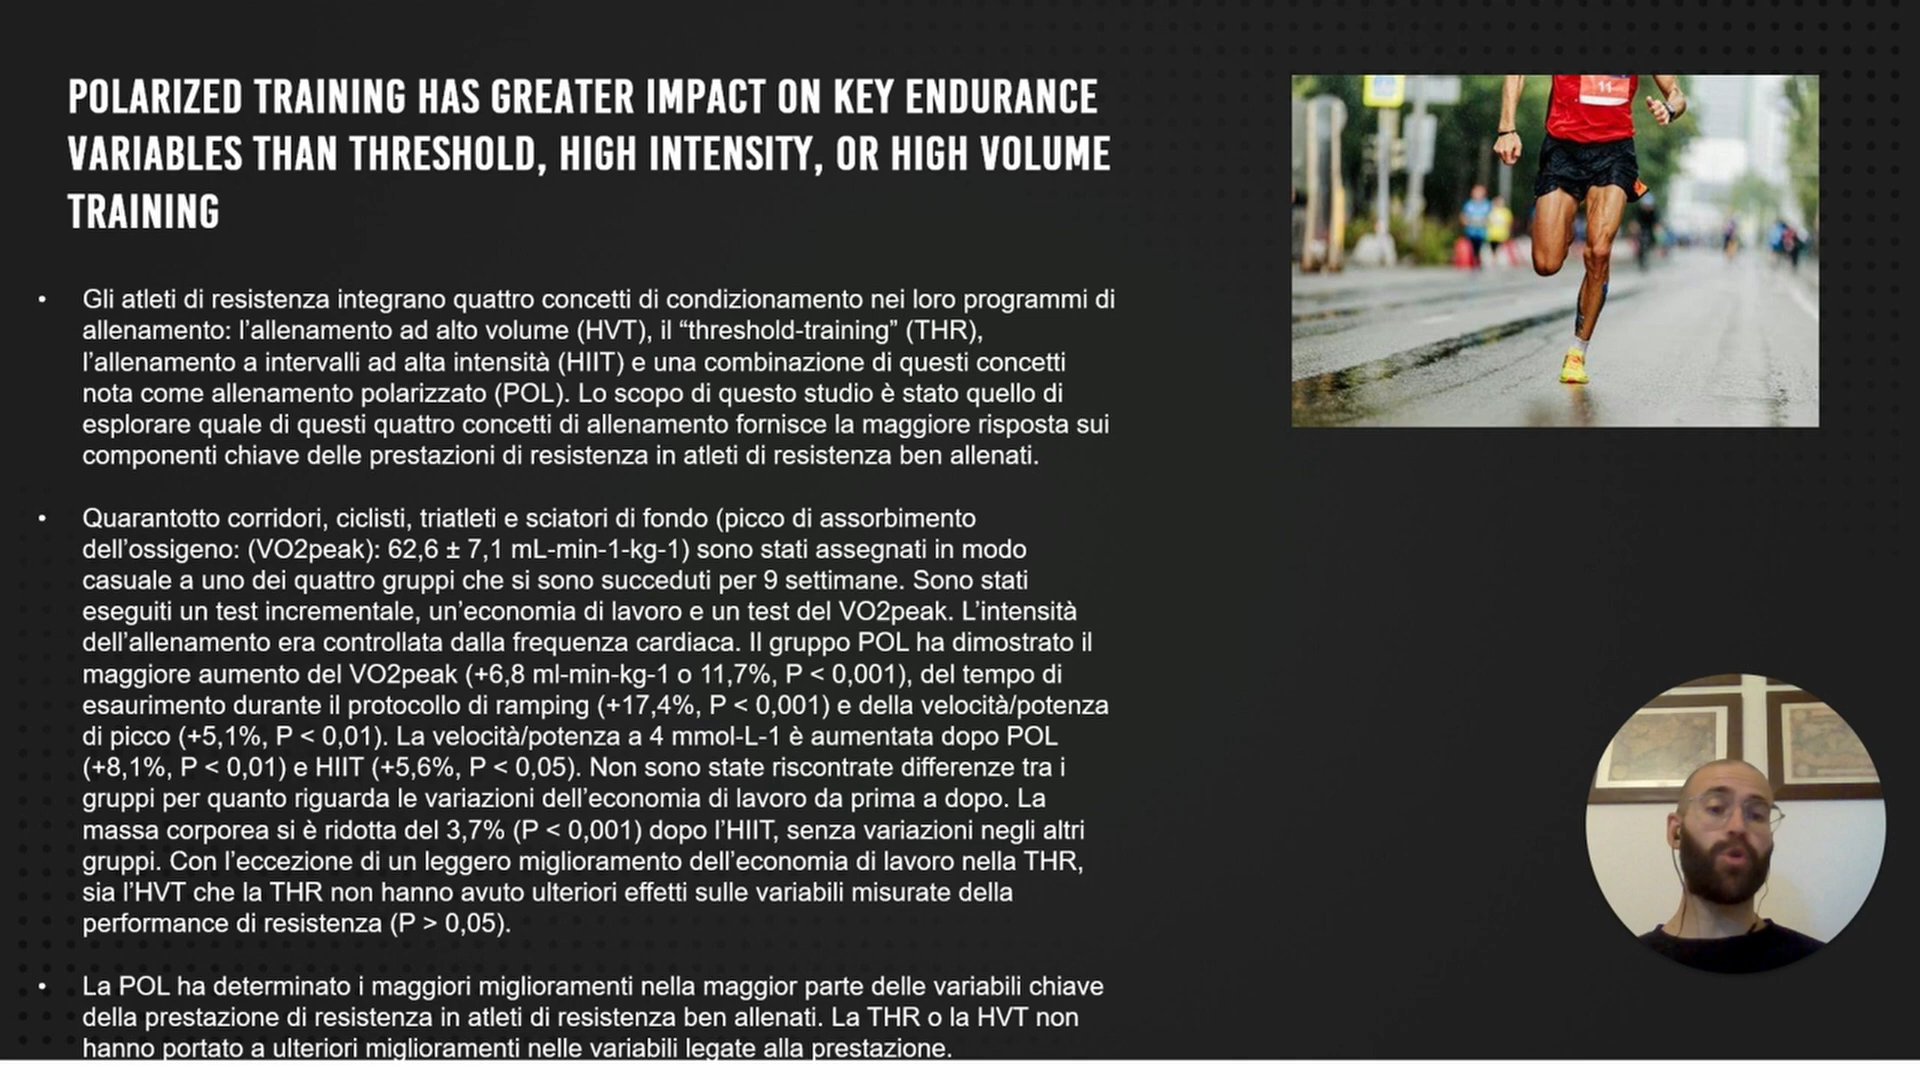 POLARIZED TRAINING HAS GREATER IMPACT ON KEY ENDURANCE
VARIABLES THAN THRESHOLD, HIGH INTENSITY, OR HIGH VOLUME
TRAINING
11
• Gli atleti di resistenza integrano quattro concetti di condizionamento nei loro programmi di
allenamento: l’allenamento ad alto volume (HVT), il “threshold-training” (THR),
l’allenamento a intervalli ad alta intensità (HIIT) e una combinazione di questi concetti
nota come allenamento polarizzato (POL). Lo scopo di questo studio è stato quello di
esplorare quale di questi quattro concetti di allenamento fornisce la maggiore risposta sui
componenti chiave delle prestazioni di resistenza in atleti di resistenza ben allenati.
• Quarantotto corridori, ciclisti, triatleti e sciatori di fondo (picco di assorbimento
dell’ossigeno: (VO2peak): 62,6 ± 7,1 mL-min-1-kg-1) sono stati assegnati in modo
casuale a uno dei quattro gruppi che si sono succeduti per 9 settimane. Sono stati
eseguiti un test incrementale, un’economia di lavoro e un test del VO2peak. L’intensità
dell’allenamento era controllata dalla frequenza cardiaca. Il gruppo POL ha dimostrato il
maggiore aumento del VO2peak (+6,8 ml-min-kg-1 o 11,7%, P < 0,001), del tempo di
esaurimento durante il protocollo di ramping (+17,4%, P < 0,001) e della velocità/potenza
di picco (+5,1%, P < 0,01). La velocità/potenza a 4 mmol-L-1 è aumentata dopo POL
(+8,1%, P < 0,01) e HIIT (+5,6%, P < 0,05). Non sono state riscontrate differenze tra i
gruppi per quanto riguarda le variazioni dell’economia di lavoro da prima a dopo. La
massa corporea si è ridotta del 3,7% (P < 0,001) dopo l’HIIT, senza variazioni negli altri
gruppi. Con l’eccezione di un leggero miglioramento dell’economia di lavoro nella THR,
sia l’HVT che la THR non hanno avuto ulteriori effetti sulle variabili misurate della
performance di resistenza (P > 0,05).
• La POL ha determinato i maggiori miglioramenti nella maggior parte delle variabili chiave
della prestazione di resistenza in atleti di resistenza ben allenati. La THR o la HVT non
hanno portato a ulteriori miglioramenti nelle variabili legate alla prestazione.